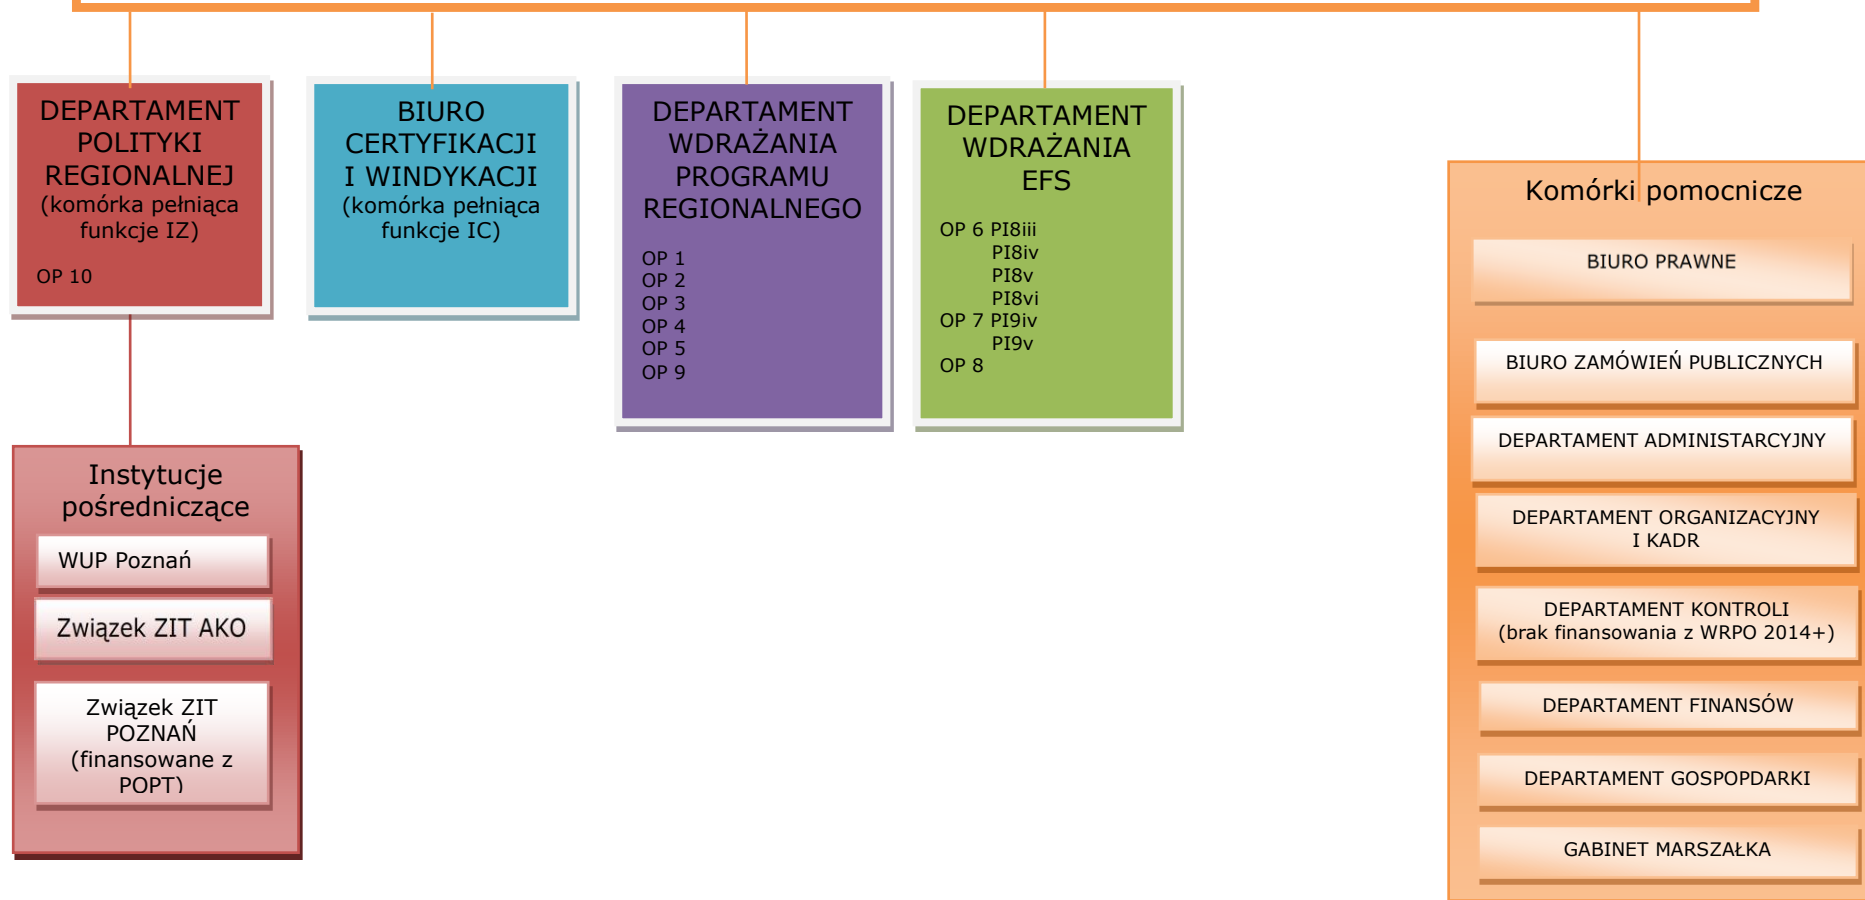 DEPARTAMENT
POLITYKI
REGIONALNEJ
(komórka pełniąca
funkcje IZ)
OP 10
BIURO
CERTYFIKACJI
I WINDYKACJI
(komórka pełniąca
funkcje IC)
DEPARTAMENT
WDRAŻANIA
PROGRAMU
REGIONALNEGO
OP 1
OP 2
OP 3
OP 4
OP 5
OP 9
DEPARTAMENT
WDRAŻANIA
EFS
OP 6 PI8iii
PI8iv
PI8v
PI8vi
OP 7 PI9iv
PI9v
OP 8
Instytucje
pośredniczące
WUP Poznań
Związek ZIT AKO
Związek ZIT
POZNAŃ
(finansowane z
POPT)
Komórki pomocnicze
BIURO PRAWNE
BIURO ZAMÓWIEŃ PUBLICZNYCH
DEPARTAMENT ADMINISTARCYJNY
DEPARTAMENT ORGANIZACYJNY
I KADR
DEPARTAMENT KONTROLI
(brak finansowania z WRPO 2014+)
DEPARTAMENT FINANSÓW
DEPARTAMENT GOSPOPDARKI
GABINET MARSZAŁKA